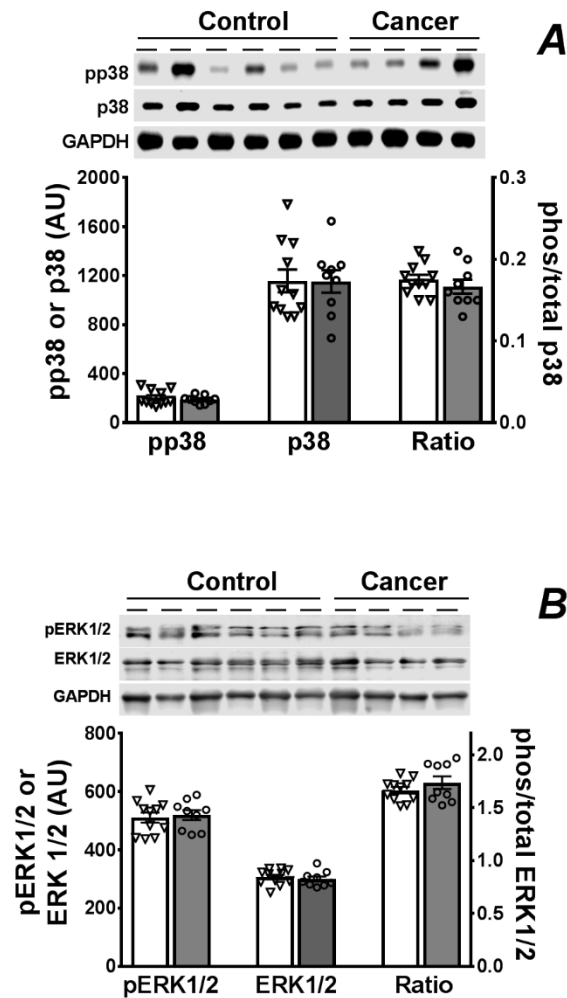 Control Cancer A
pp38
p38
GAPDH
pp38 or p38 (AU)
2000
1600
1200
800
400
0
0.3
0.2
0.1
0.0
phos/total p38
pp38 p38 Ratio
Control Cancer B
pERK1/2
ERK1/2
GAPDH
pERK1/2 or
ERK 1/2 (AU)
800
600
400
200
0
2.0
1.5
1.0
0.5
0.0
phos/total ERK1/2
pERK1/2 ERK1/2 Ratio